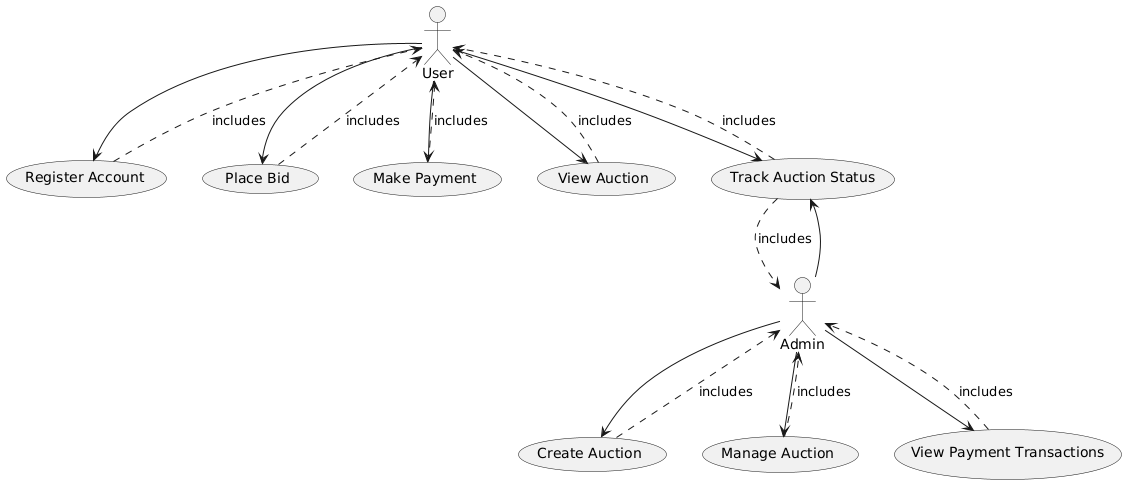 User
includes
includes
includes
includes
includes
Register Account
Place Bid
Make Payment
View Auction
Track Auction Status
includes
Admin
includes
includes
includes
Create Auction
Manage Auction
View Payment Transactions